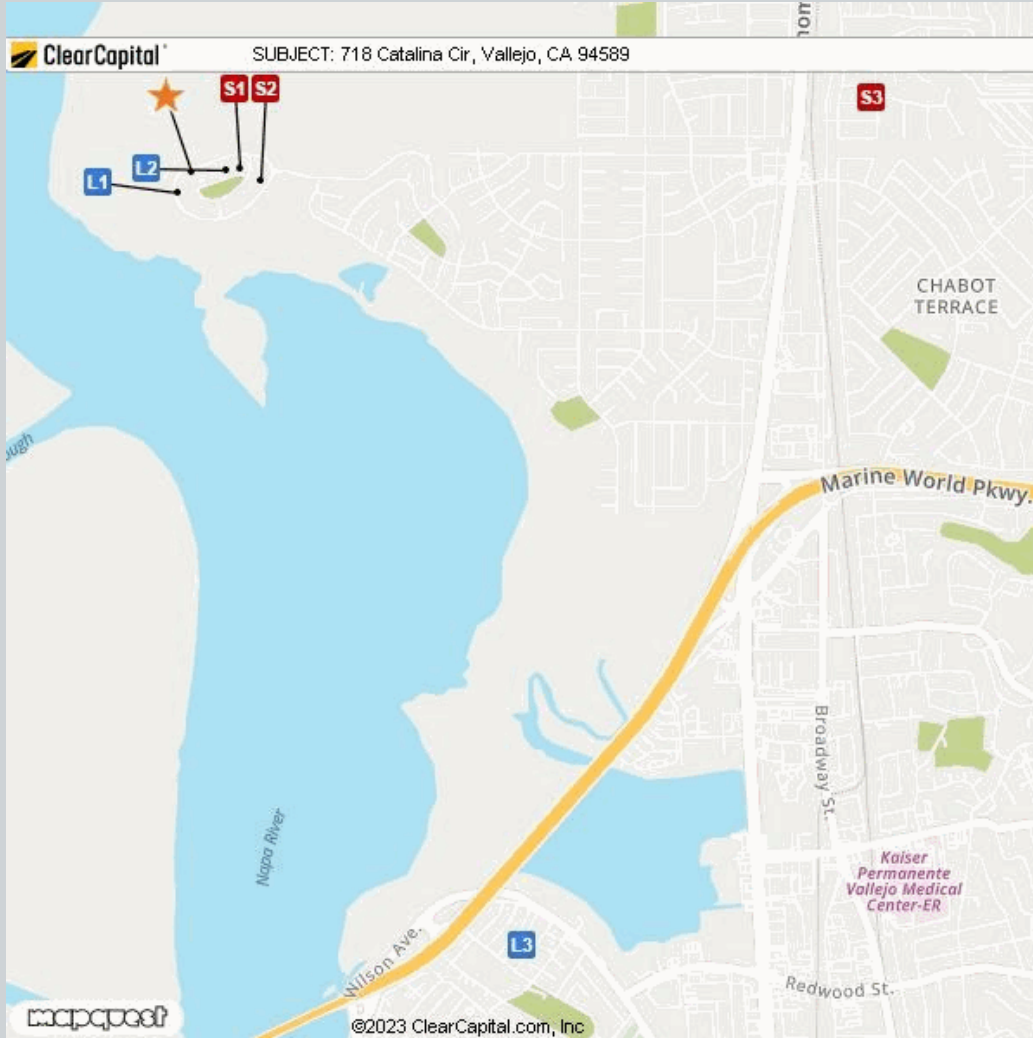 ClearCapital
SUBJECT: 718 Catalina Cir, Vallejo, CA 94589
S1
S2
S3
L2
L1
CHABOT
TERRACE
ough
Marine World Pkwy.
Broadway St.
Napa River
Kaiser
Permanente
Vallejo Medical
Center-ER
L3
Wilson Ave.
Redwood St.
mapquest
©2023 ClearCapital.com, Inc